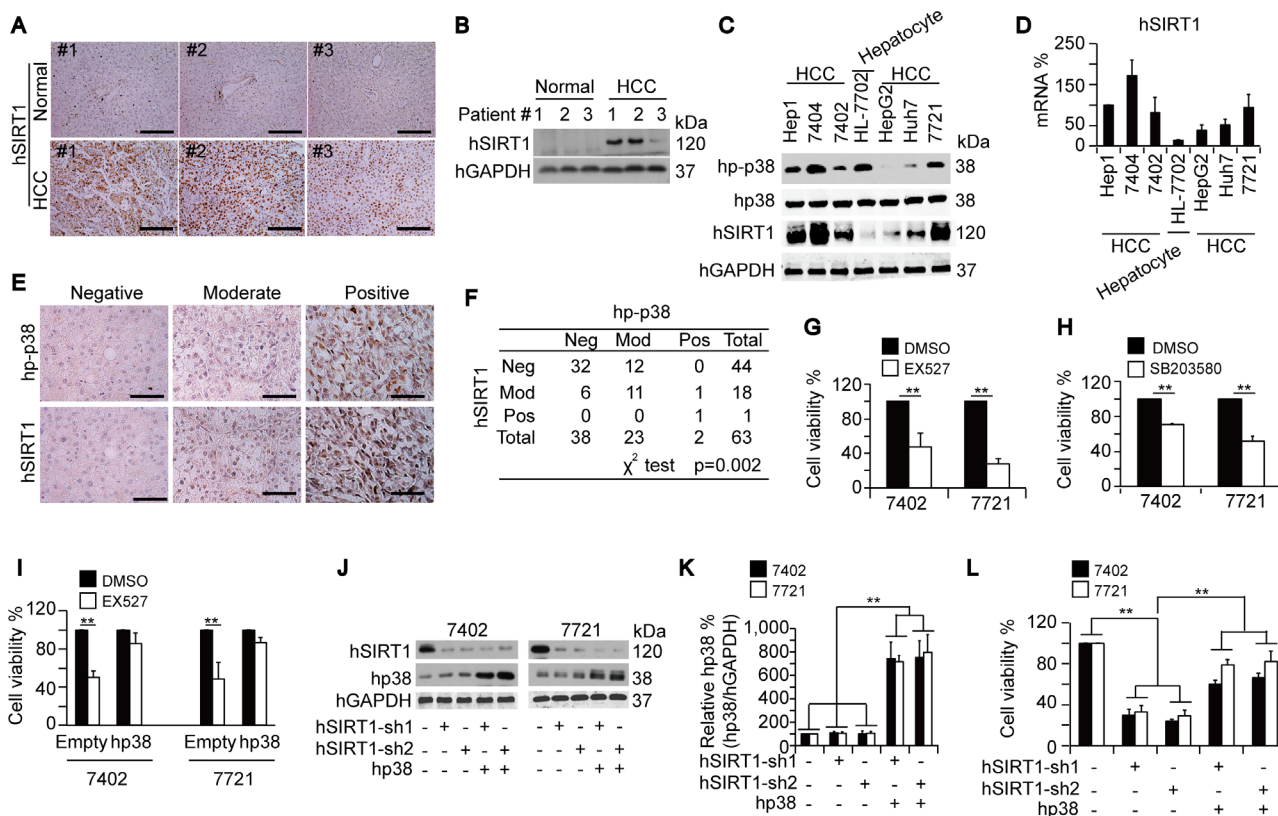 A
hSIRT1
Normal
HCC
#1
#2
#3
#1
#2
#3
B
Normal HCC
Patient # 1 2 3 1 2 3 kDa
hSIRT1 120
hGAPDH 37
C
Hepatocyte
HCC HCC
Hep1 7404 7402 HL-7702 HepG2 Huh7 7721 kDa
hp-p38 38
hp38 38
hSIRT1 120
hGAPDH 37
D
hSIRT1
mRNA %
250
150
50
0
Hep1 7404 7402 HL-7702 HepG2 Huh7 7721
HCC HCC
Hepatocyte
E
Negative Moderate Positive
hp-p38
hSIRT1
F
hp-p38
hSIRT1
Neg Mod Pos Total
Neg 32 12 0 44
Mod 6 11 1 18
Pos 0 0 1 1
Total 38 23 2 63
χ² test p=0.002
G
DMSO
EX527
Cell viability %
120
80
40
0
** **
7402 7721
H
DMSO
SB203580
Cell viability %
120
80
40
0
** **
7402 7721
I
DMSO
EX527
Cell viability %
120
80
40
0
** **
Empty hp38 Empty hp38
7402 7721
J
7402 7721 kDa
hSIRT1 120
hp38 38
hGAPDH 37
hSIRT1-sh1 - + - + - - + - + -
hSIRT1-sh2 - - + - + - - + - +
hp38 - - - + + - - - + +
K
7402
7721
Relative hp38 %
(hp38/hGAPDH)
1,000
800
600
400
200
100
0
**
hSIRT1-sh1 - + - + -
hSIRT1-sh2 - - + - +
hp38 - - - + +
L
7402
7721
Cell viability %
120
80
40
0
** **
hSIRT1-sh1 - + - + -
hSIRT1-sh2 - - + - +
hp38 - - - + +